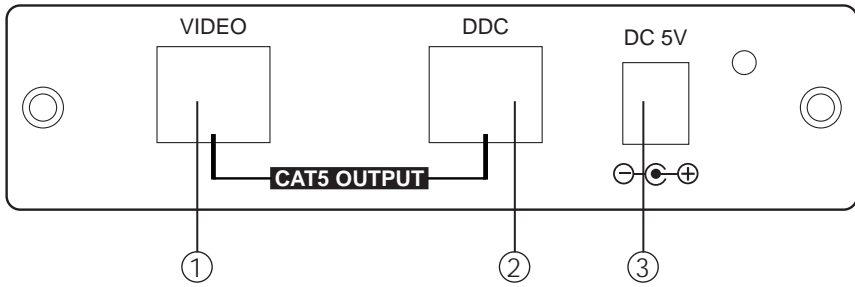 VIDEO DDC DC 5V
CAT5 OUTPUT
① ② ③